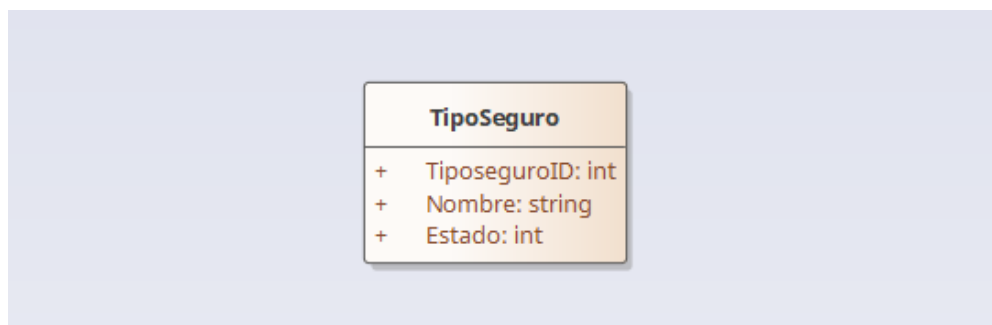 TipoSeguro
+ TiposeguroID: int
+ Nombre: string
+ Estado: int